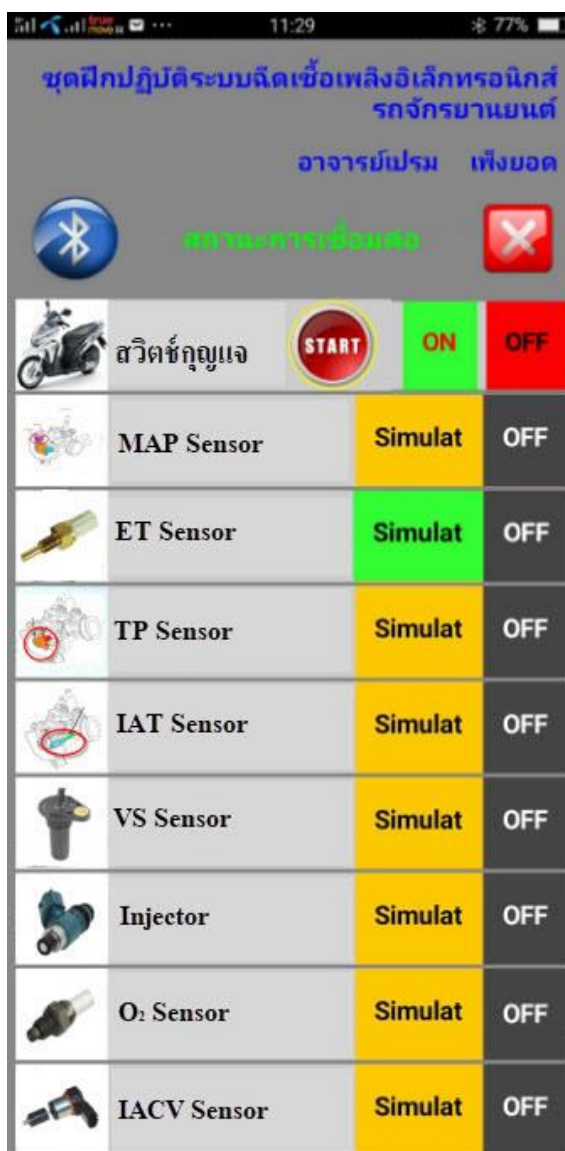 true
move H ... 11:29 77%
ชุดฝึกปฏิบัติระบบฉีดเชื้อเพลิงอิเล็กทรอนิกส์
รถจักรยานยนต์
อาจารย์เปรม เพ็งยอด
สถานะการเชื่อมต่อ
สวิตช์กุญแจ START ON OFF
MAP Sensor Simulat OFF
ET Sensor Simulat OFF
TP Sensor Simulat OFF
IAT Sensor Simulat OFF
VS Sensor Simulat OFF
Injector Simulat OFF
O₂ Sensor Simulat OFF
IACV Sensor Simulat OFF